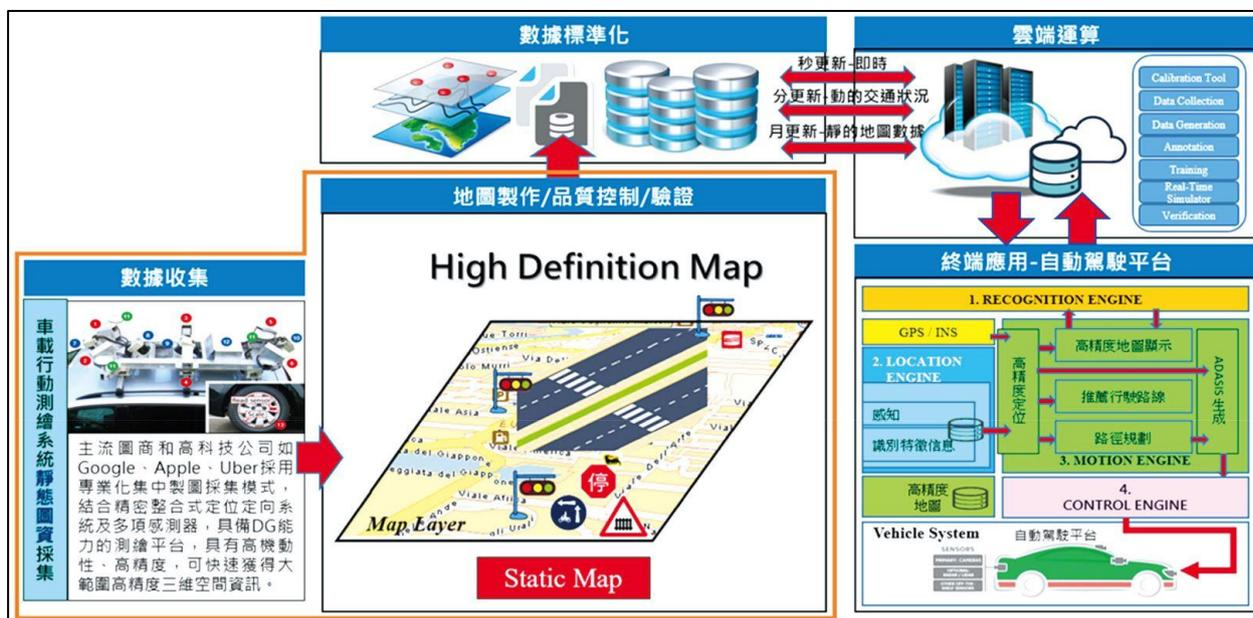 數據標準化
秒更新-即時
分更新-動的交通狀況
月更新-靜的地圖數據
雲端運算
Calibration Tool
Data Collection
Data Generation
Annotation
Training
Real-Time
Simulator
Verification
數據收集
車載行動測繪系統靜態圖資採集
主流圖商和高科技公司如
Google、Apple、Uber採用
專業化集中製圖採集模式,
結合精密整合式定位定向系
統及多項感測器,具備DG能
力的測繪平台,具有高機動
性、高精度,可快速獲得大
範圍高精度三維空間資訊。
地圖製作/品質控制/驗證
High Definition Map
Ostiense
Viale Asia
Viale Africa
停
Map Layer
Static Map
終端應用-自動駕駛平台
1. RECOGNITION ENGINE
GPS / INS
2. LOCATION
ENGINE
感知
識別特徵信息
高精度定位
高精度地圖顯示
推薦行駛路線
路徑規劃
ADASIS 生成
3. MOTION ENGINE
高精度
地圖
4.
CONTROL ENGINE
Vehicle System
自動駕駛平台
SENSORS
PRIMARY: CAMERAS